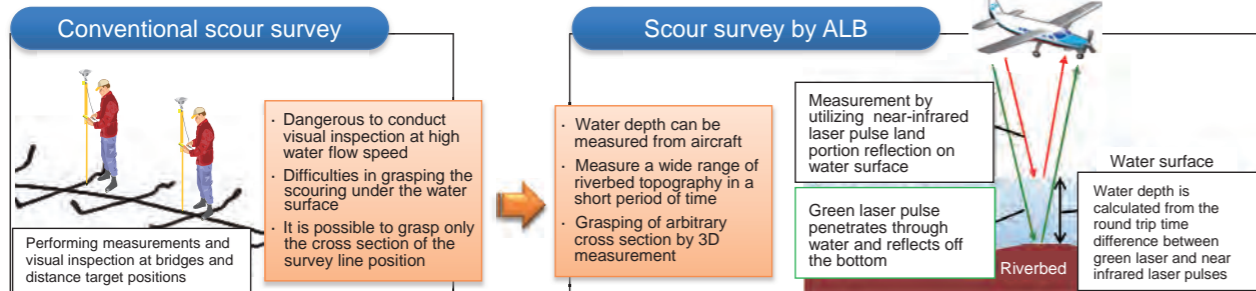 Conventional scour survey
· Dangerous to conduct
visual inspection at high
water flow speed
· Difficulties in grasping the
scouring under the water
surface
· It is possible to grasp only
the cross section of the
survey line position
Performing measurements and
visual inspection at bridges and
distance target positions
Scour survey by ALB
· Water depth can be
measured from aircraft
· Measure a wide range of
riverbed topography in a
short period of time
· Grasping of arbitrary
cross section by 3D
measurement
Measurement by
utilizing near-infrared
laser pulse land
portion reflection on
water surface
Green laser pulse
penetrates through
water and reflects off
the bottom
Water surface
Water depth is
calculated from the
round trip time
difference between
green laser and near
infrared laser pulses
Riverbed